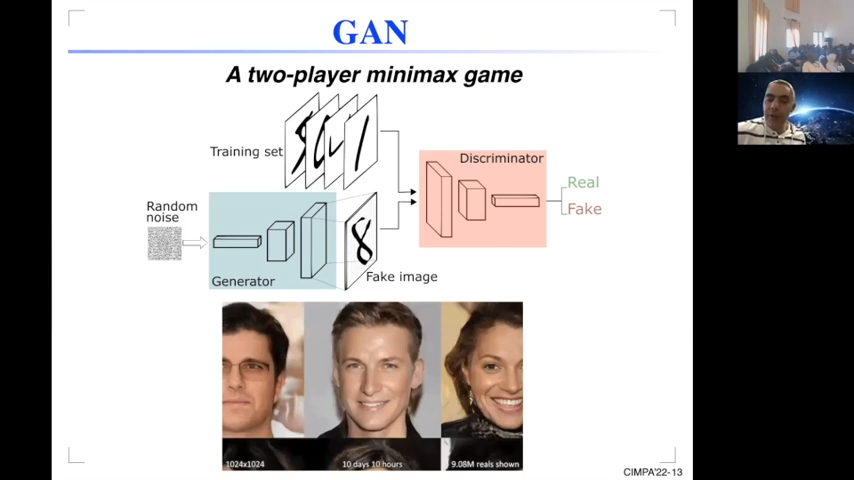 GAN
A two-player minimax game
Training set
Discriminator
Real
Fake
Random
noise
Generator
Fake image
8
1024x1024
10 days 10 hours
9.08M reals shown
CIMPA'22-13